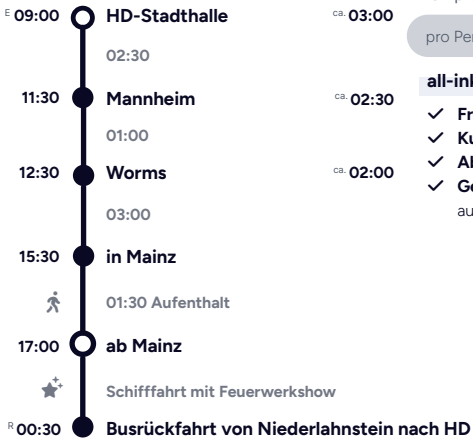 E 09:00 HD-Stadthalle ca. 03:00
pro Per
02:30
all-inl
11:30 Mannheim ca. 02:30
Fr
01:00
Ku
Al
12:30 Worms ca. 02:00
Ge
03:00
au
15:30 in Mainz
01:30 Aufenthalt
17:00 ab Mainz
Schifffahrt mit Feuerwerkshow
R 00:30 Busrückfahrt von Niederlahnstein nach HD